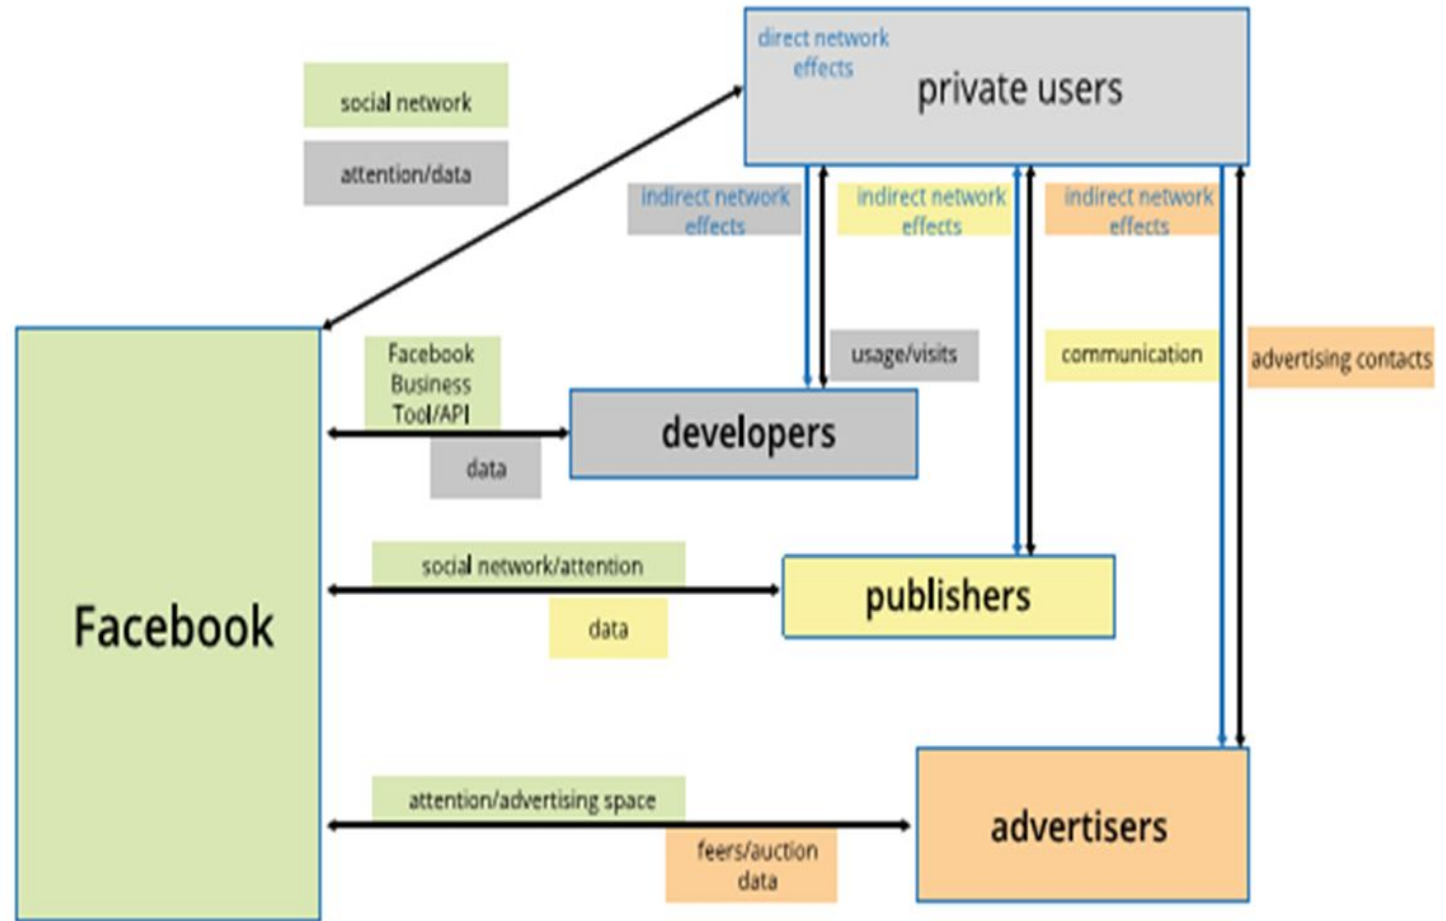 direct network
effects
private users
social network
attention/data
indirect network
effects
indirect network
effects
indirect network
effects
Facebook
Business
Tool/API
usage/visits
communication
advertising contacts
developers
data
social network/attention
publishers
data
Facebook
attention/advertising space
advertisers
feers/auction
data